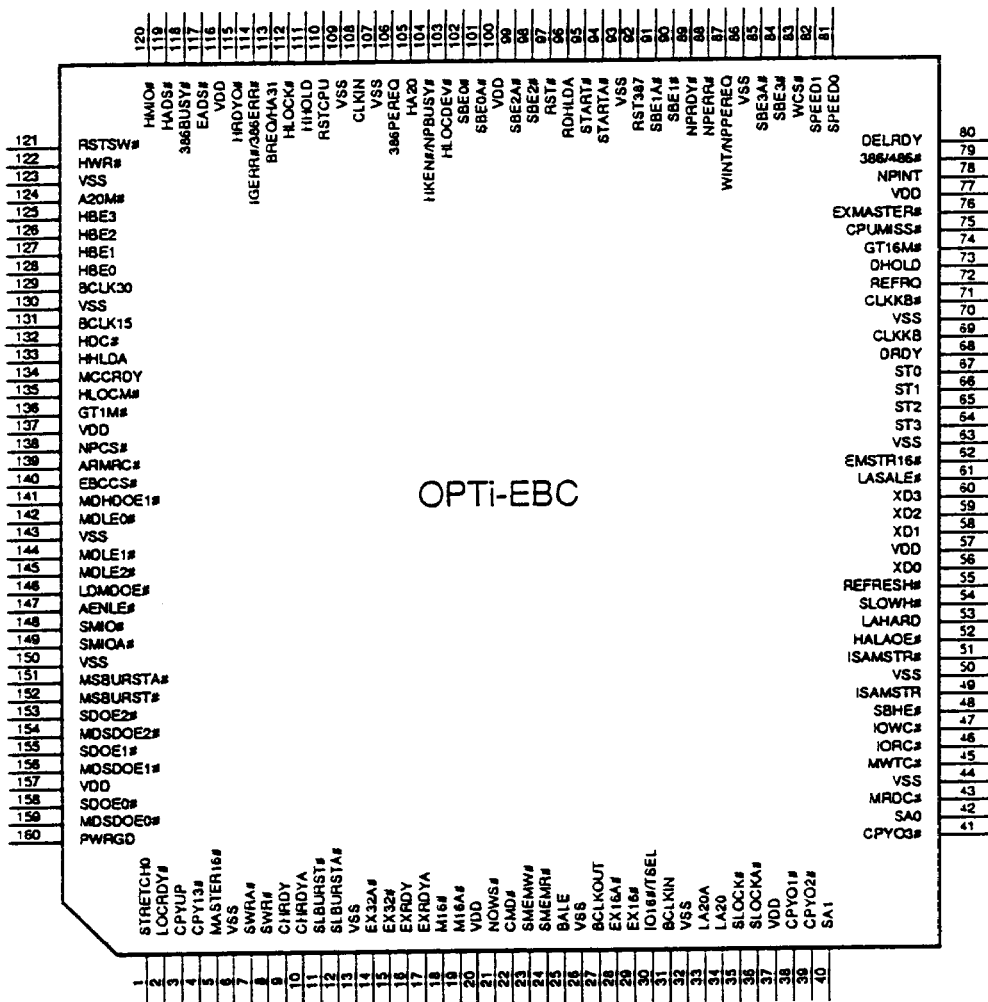 120 HMIO#
119 HADS#
118 386BUSY#
117 EADS#
116 VDD
115 HRDYO#
114 IGERR#/386ERR#
113 BREQ/HA31
112 HLOCK#
111 HHOLD
110 RSTCPU
109 VSS
108 CLKIN
107 VSS
106 386PEREQ
105 HA20
104 HKEN#/NPBUSY#
103 HLOCDEV#
102 SBE0#
101 SBE0A#
100 VDD
99 SBE2A#
98 SBE2#
97 RST#
96 RDHLDA
95 START#
94 STARTA#
93 VSS
92 RST387
91 SBE1A#
90 SBE1#
89 NPRDY#
88 NPERR#
87 WINT/NPPEREQ
86 VSS
85 SBE3A#
84 SBE3#
83 WCS#
82 SPEED1
81 SPEED0
121 RSTSW#
122 HWR#
123 VSS
124 A20M#
125 HBE3
126 HBE2
127 HBE1
128 HBE0
129 BCLK30
130 VSS
131 BCLK15
132 HDC#
133 HHLDA
134 MCCRDY
135 HLOCM#
136 GT1M#
137 VDD
138 NPCS#
139 ARMRC#
140 EBCCS#
141 MDHDOE1#
142 MDLE0#
143 VSS
144 MDLE1#
145 MDLE2#
146 LDMDOE#
147 AENLE#
148 SMIO#
149 SMIOA#
150 VSS
151 MSBURSTA#
152 MSBURST#
153 SDOE2#
154 MDSDOE2#
155 SDOE1#
156 MDSDOE1#
157 VDD
158 SDOE0#
159 MDSDOE0#
160 PWRGD
OPTi-EBC
DELRDY 80
386/486# 79
NPINT 78
VDD 77
EXMASTER# 76
CPUMISS# 75
GT16M# 74
DHOLD 73
REFRQ 72
CLKKB# 71
VSS 70
CLKKB 69
DRDY 68
ST0 67
ST1 66
ST2 65
ST3 64
VSS 63
EMSTR16# 62
LASALE# 61
XD3 60
XD2 59
XD1 58
VDD 57
XD0 56
REFRESH# 55
SLOWH# 54
LAHARD 53
HALAOE# 52
ISAMSTR# 51
VSS 50
ISAMSTR 49
SBHE# 48
IOWC# 47
IORC# 46
MWTC# 45
VSS 44
MRDC# 43
SA0 42
CPYO3# 41
STRETCH0 1
LOCRDY# 2
CPYUP 3
CPY13# 4
MASTER16# 5
VSS 6
SWRA# 7
SWR# 8
CHRDY 9
CHRDYA 10
SLBURST# 11
SLBURSTA# 12
VSS 13
EX32A# 14
EX32# 15
EXRDY 16
EXRDYA 17
M16# 18
M16A# 19
VDD 20
NOWS# 21
CMD# 22
SMEMW# 23
SMEMR# 24
BALE 25
VSS 26
BCLKOUT 27
EX16A# 28
EX16# 29
IO16#/TSEL 30
BCLKIN 31
VSS 32
LA20A 33
LA20 34
SLOCK# 35
SLOCKA# 36
VDD 37
CPYO1# 38
CPYO2# 39
SA1 40